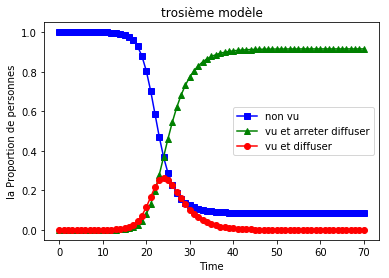 trosième modèle
la Proportion de personnes
1.0
0.8
0.6
0.4
0.2
0.0
non vu
vu et arreter diffuser
vu et diffuser
0 10 20 30 40 50 60 70
Time